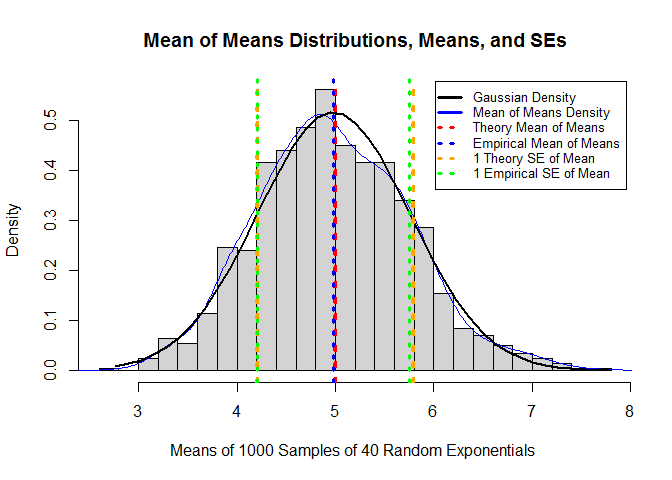 Mean of Means Distributions, Means, and SEs
Gaussian Density
Mean of Means Density
Theory Mean of Means
Empirical Mean of Means
1 Theory SE of Mean
1 Empirical SE of Mean
Density
0.5
0.4
0.3
0.2
0.1
0.0
3 4 5 6 7 8
Means of 1000 Samples of 40 Random Exponentials